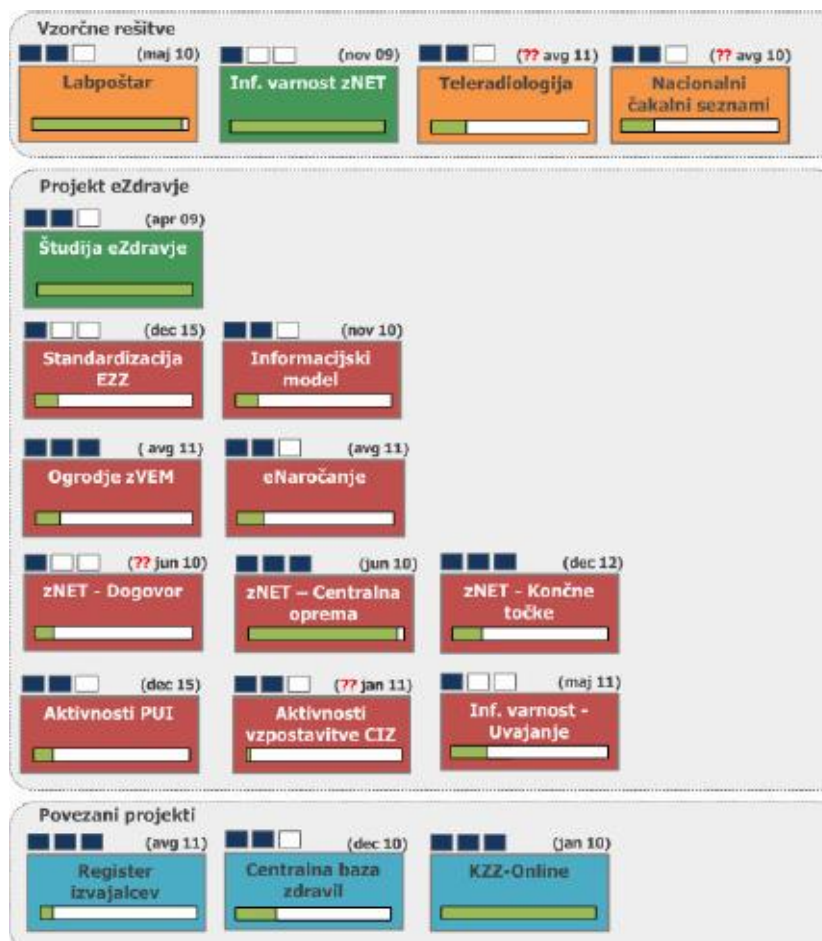 Vzorčne rešitve
(maj 10) (nov 09) (?? avg 11) (?? avg 10)
Labpoštar
Inf. varnost zNET
Teleradiologija
Nacionalni
čakalni seznami
Projekt eZdravje
(apr 09)
Študija eZdravje
(dec 15) (nov 10)
Standardizacija
EZZ
Informacijski
model
( avg 11) (avg 11)
Ogrodje zVEM
eNaročanje
(?? jun 10) (jun 10) (dec 12)
zNET - Dogovor
zNET – Centralna
oprema
zNET - Končne
točke
(dec 15) (?? jan 11) (maj 11)
Aktivnosti PUI
Aktivnosti
vzpostavitve CIZ
Inf. varnost -
Uvajanje
Povezani projekti
(avg 11) (dec 10) (jan 10)
Register
izvajalcev
Centralna baza
zdravil
KZZ-Online